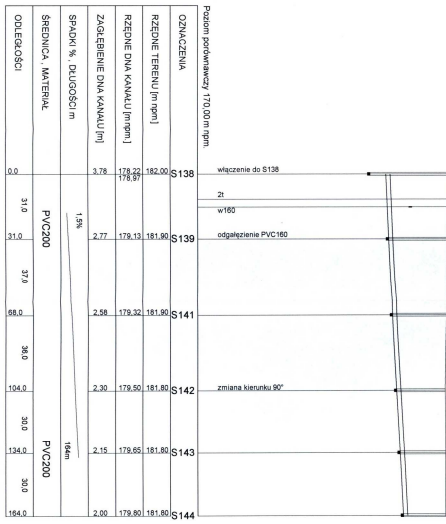 Poziom porównawczy 170,00 m npm.
włączenie do S138
2t
w160
odgałęzienie PVC160
zmiana kierunku 90°
OZNACZENIA S138 S139 S141 S142 S143 S144
RZĘDNE TERENU [m npm] 182,00 181,90 181,90 181,80 181,80 181,80
RZĘDNE DNA KANAŁU [m npm.] 178,22 178,97 179,13 179,32 179,50 179,65 179,80
ZAGŁĘBIENIE DNA KANAŁU [m] 3,78 2,77 2,58 2,30 2,15 2,00
SPADKI % , DŁUGOŚCI m 1,5% 164m
ŚREDNICA , MATERIAŁ PVC200 PVC200
ODLEGŁOŚCI 0,0 31,0 31,0 37,0 68,0 36,0 104,0 30,0 134,0 30,0 164,0